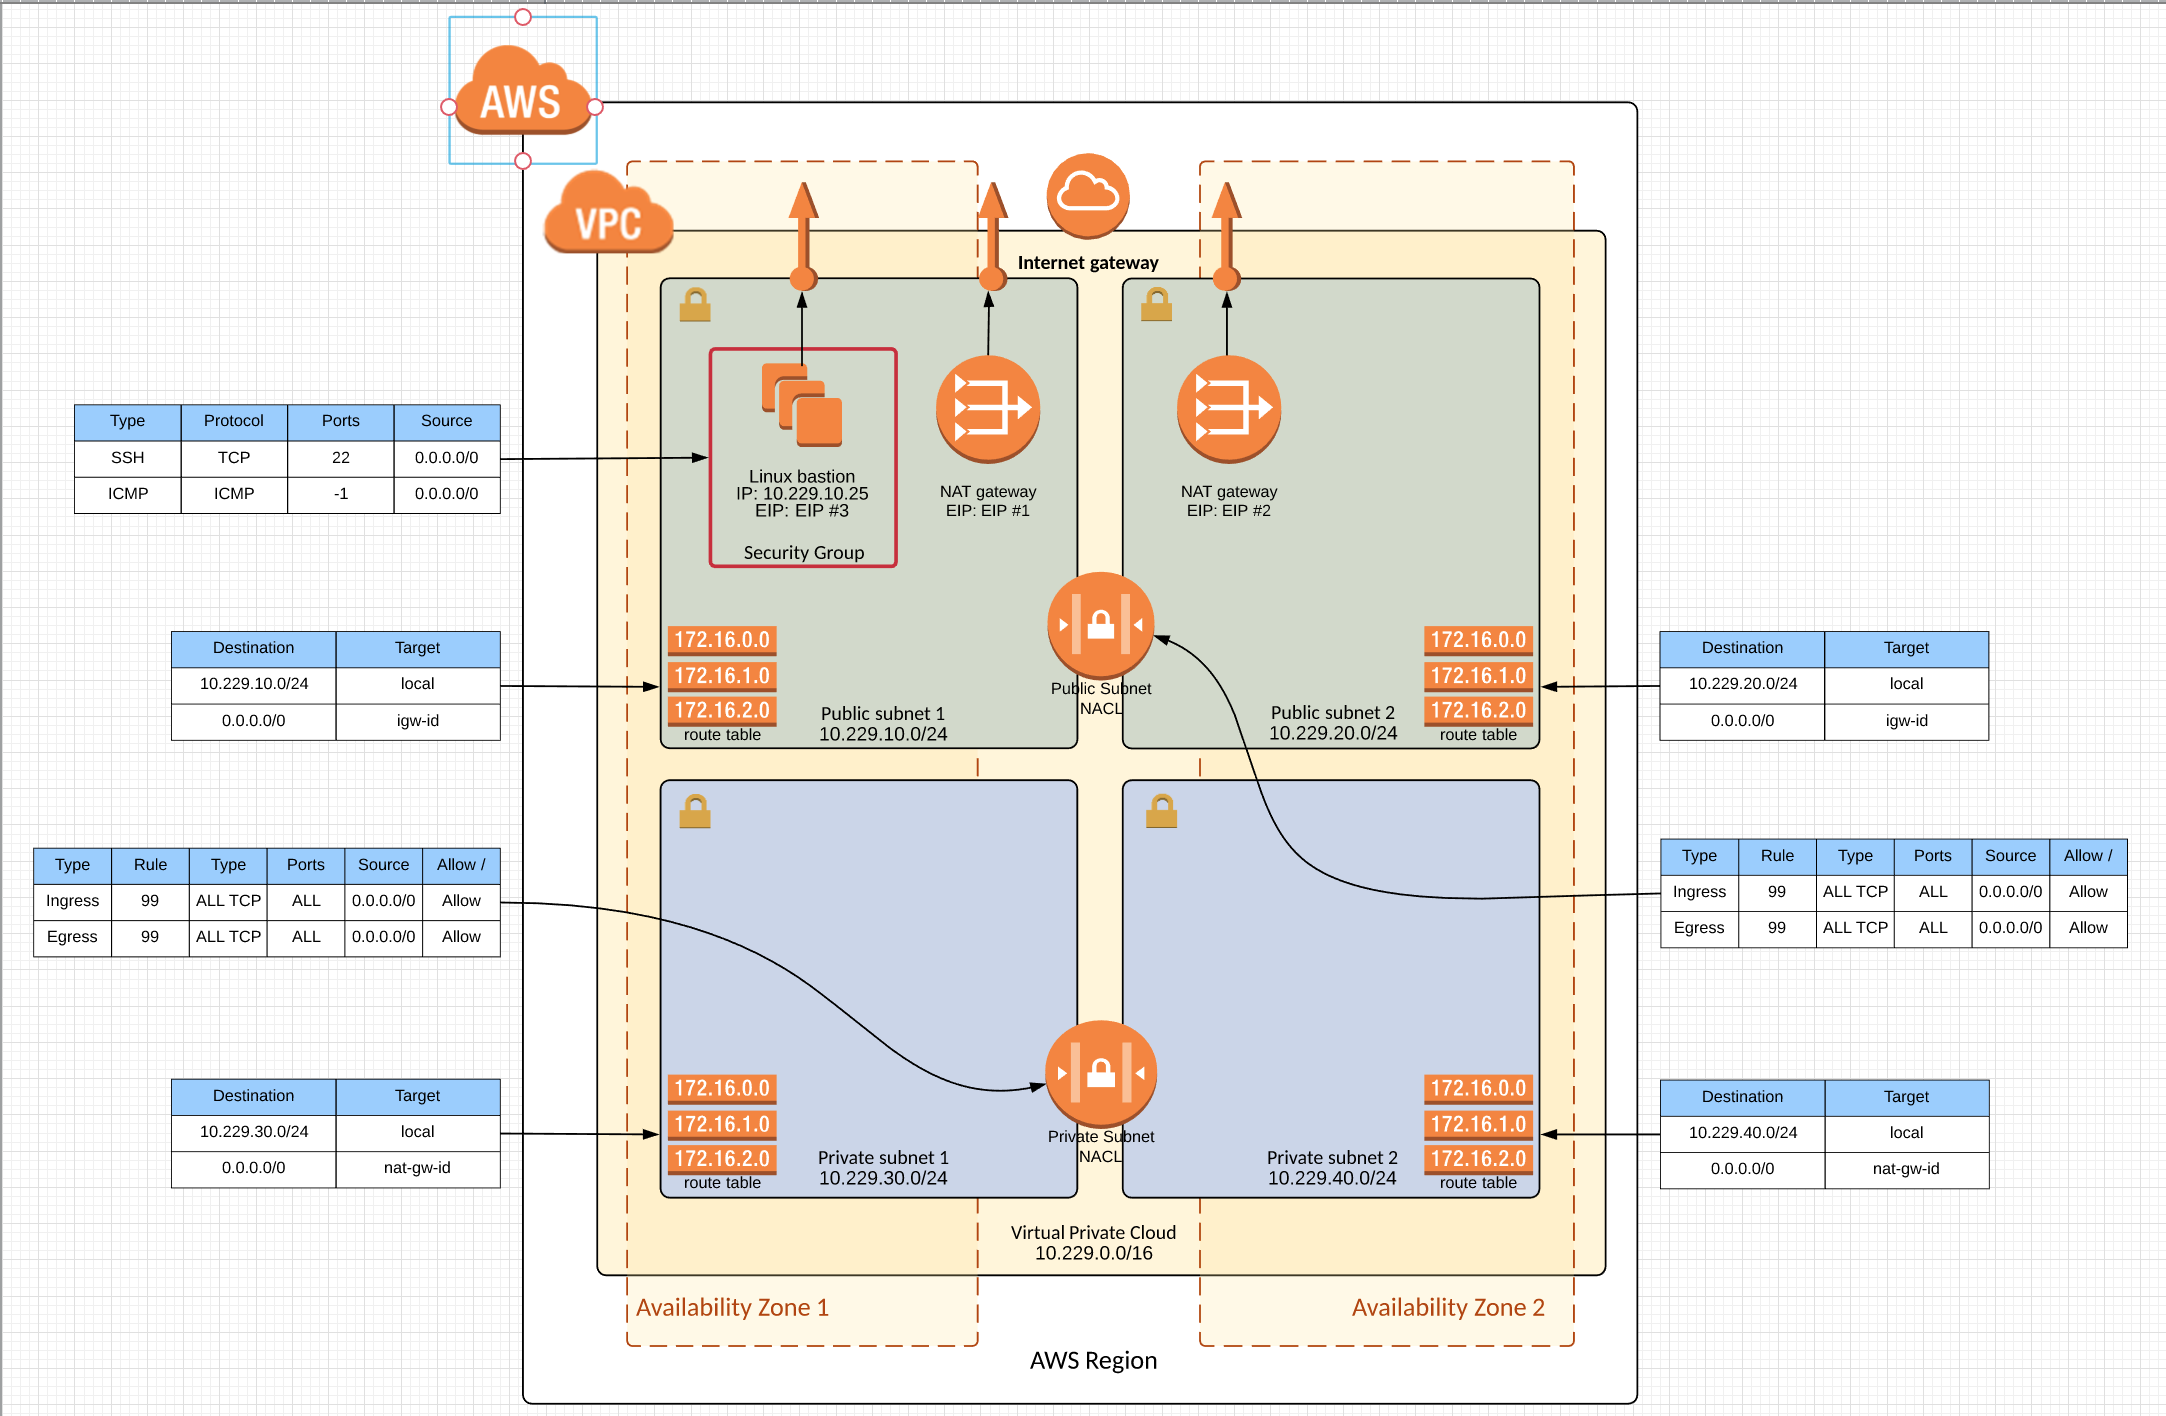 AWS
VPC
Internet gateway
Linux bastion
IP: 10.229.10.25
EIP: EIP #3
Security Group
NAT gateway
EIP: EIP #1
NAT gateway
EIP: EIP #2
Type Protocol Ports Source
SSH TCP 22 0.0.0.0/0
ICMP ICMP -1 0.0.0.0/0
Destination Target
10.229.10.0/24 local
0.0.0.0/0 igw-id
172.16.0.0
172.16.1.0
172.16.2.0
route table
Public subnet 1
10.229.10.0/24
Public Subnet
NACL
Public subnet 2
10.229.20.0/24
172.16.0.0
172.16.1.0
172.16.2.0
route table
Destination Target
10.229.20.0/24 local
0.0.0.0/0 igw-id
Type Rule Type Ports Source Allow /
Ingress 99 ALL TCP ALL 0.0.0.0/0 Allow
Egress 99 ALL TCP ALL 0.0.0.0/0 Allow
Type Rule Type Ports Source Allow /
Ingress 99 ALL TCP ALL 0.0.0.0/0 Allow
Egress 99 ALL TCP ALL 0.0.0.0/0 Allow
Destination Target
10.229.30.0/24 local
0.0.0.0/0 nat-gw-id
172.16.0.0
172.16.1.0
172.16.2.0
route table
Private subnet 1
10.229.30.0/24
Private Subnet
NACL
Private subnet 2
10.229.40.0/24
172.16.0.0
172.16.1.0
172.16.2.0
route table
Destination Target
10.229.40.0/24 local
0.0.0.0/0 nat-gw-id
Virtual Private Cloud
10.229.0.0/16
Availability Zone 1
Availability Zone 2
AWS Region